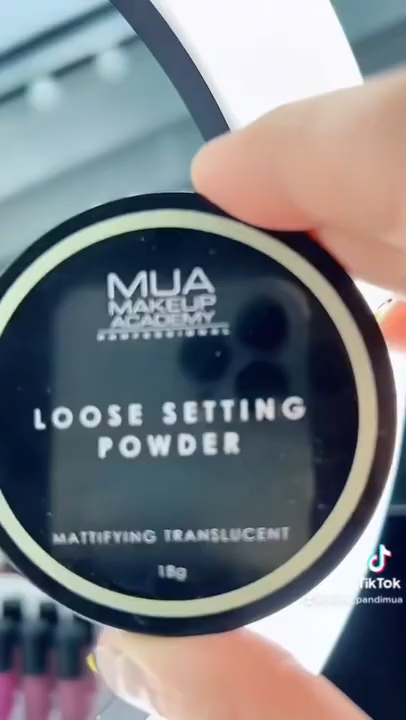 MUA
MAKEUP
ACADEMY
PROFESSIONAL
LOOSE SETTING
POWDER
MATTIFYING TRANSLUCENT
18g
TikTok